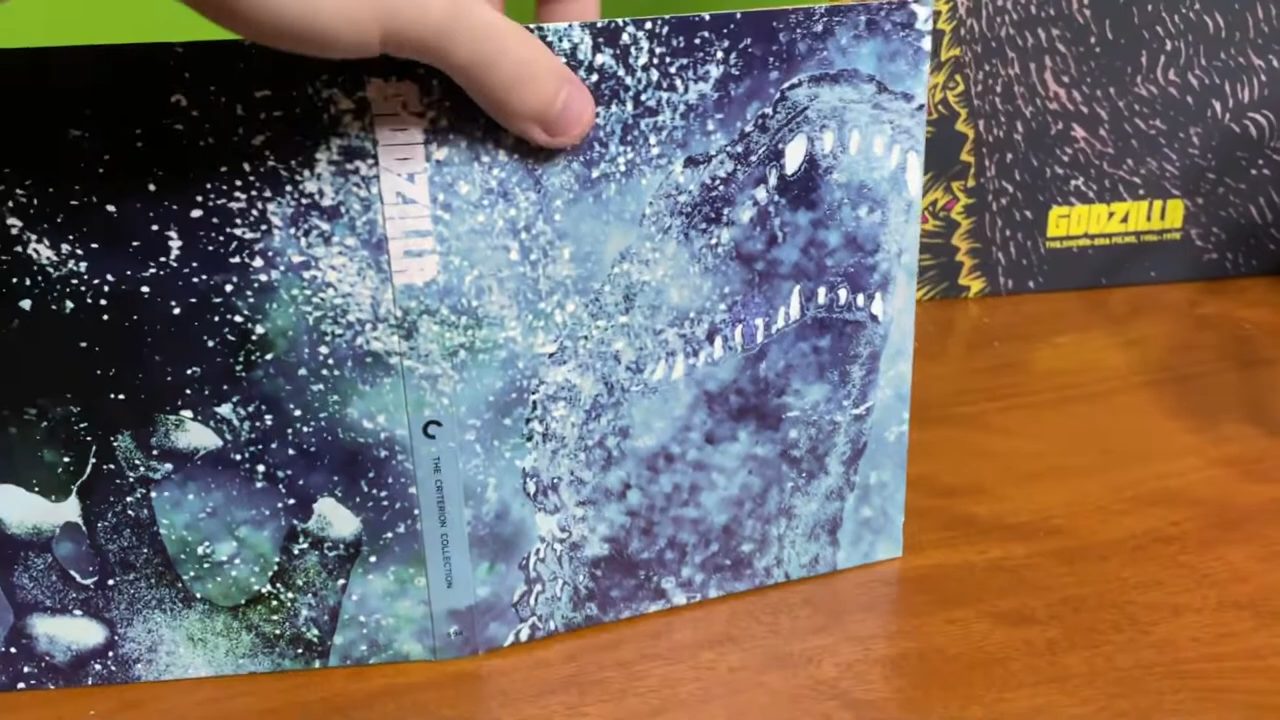 GODZILLA
THE CRITERION COLLECTION
594
GODZILLA
THE SHOWA-ERA FILMS, 1954–1975